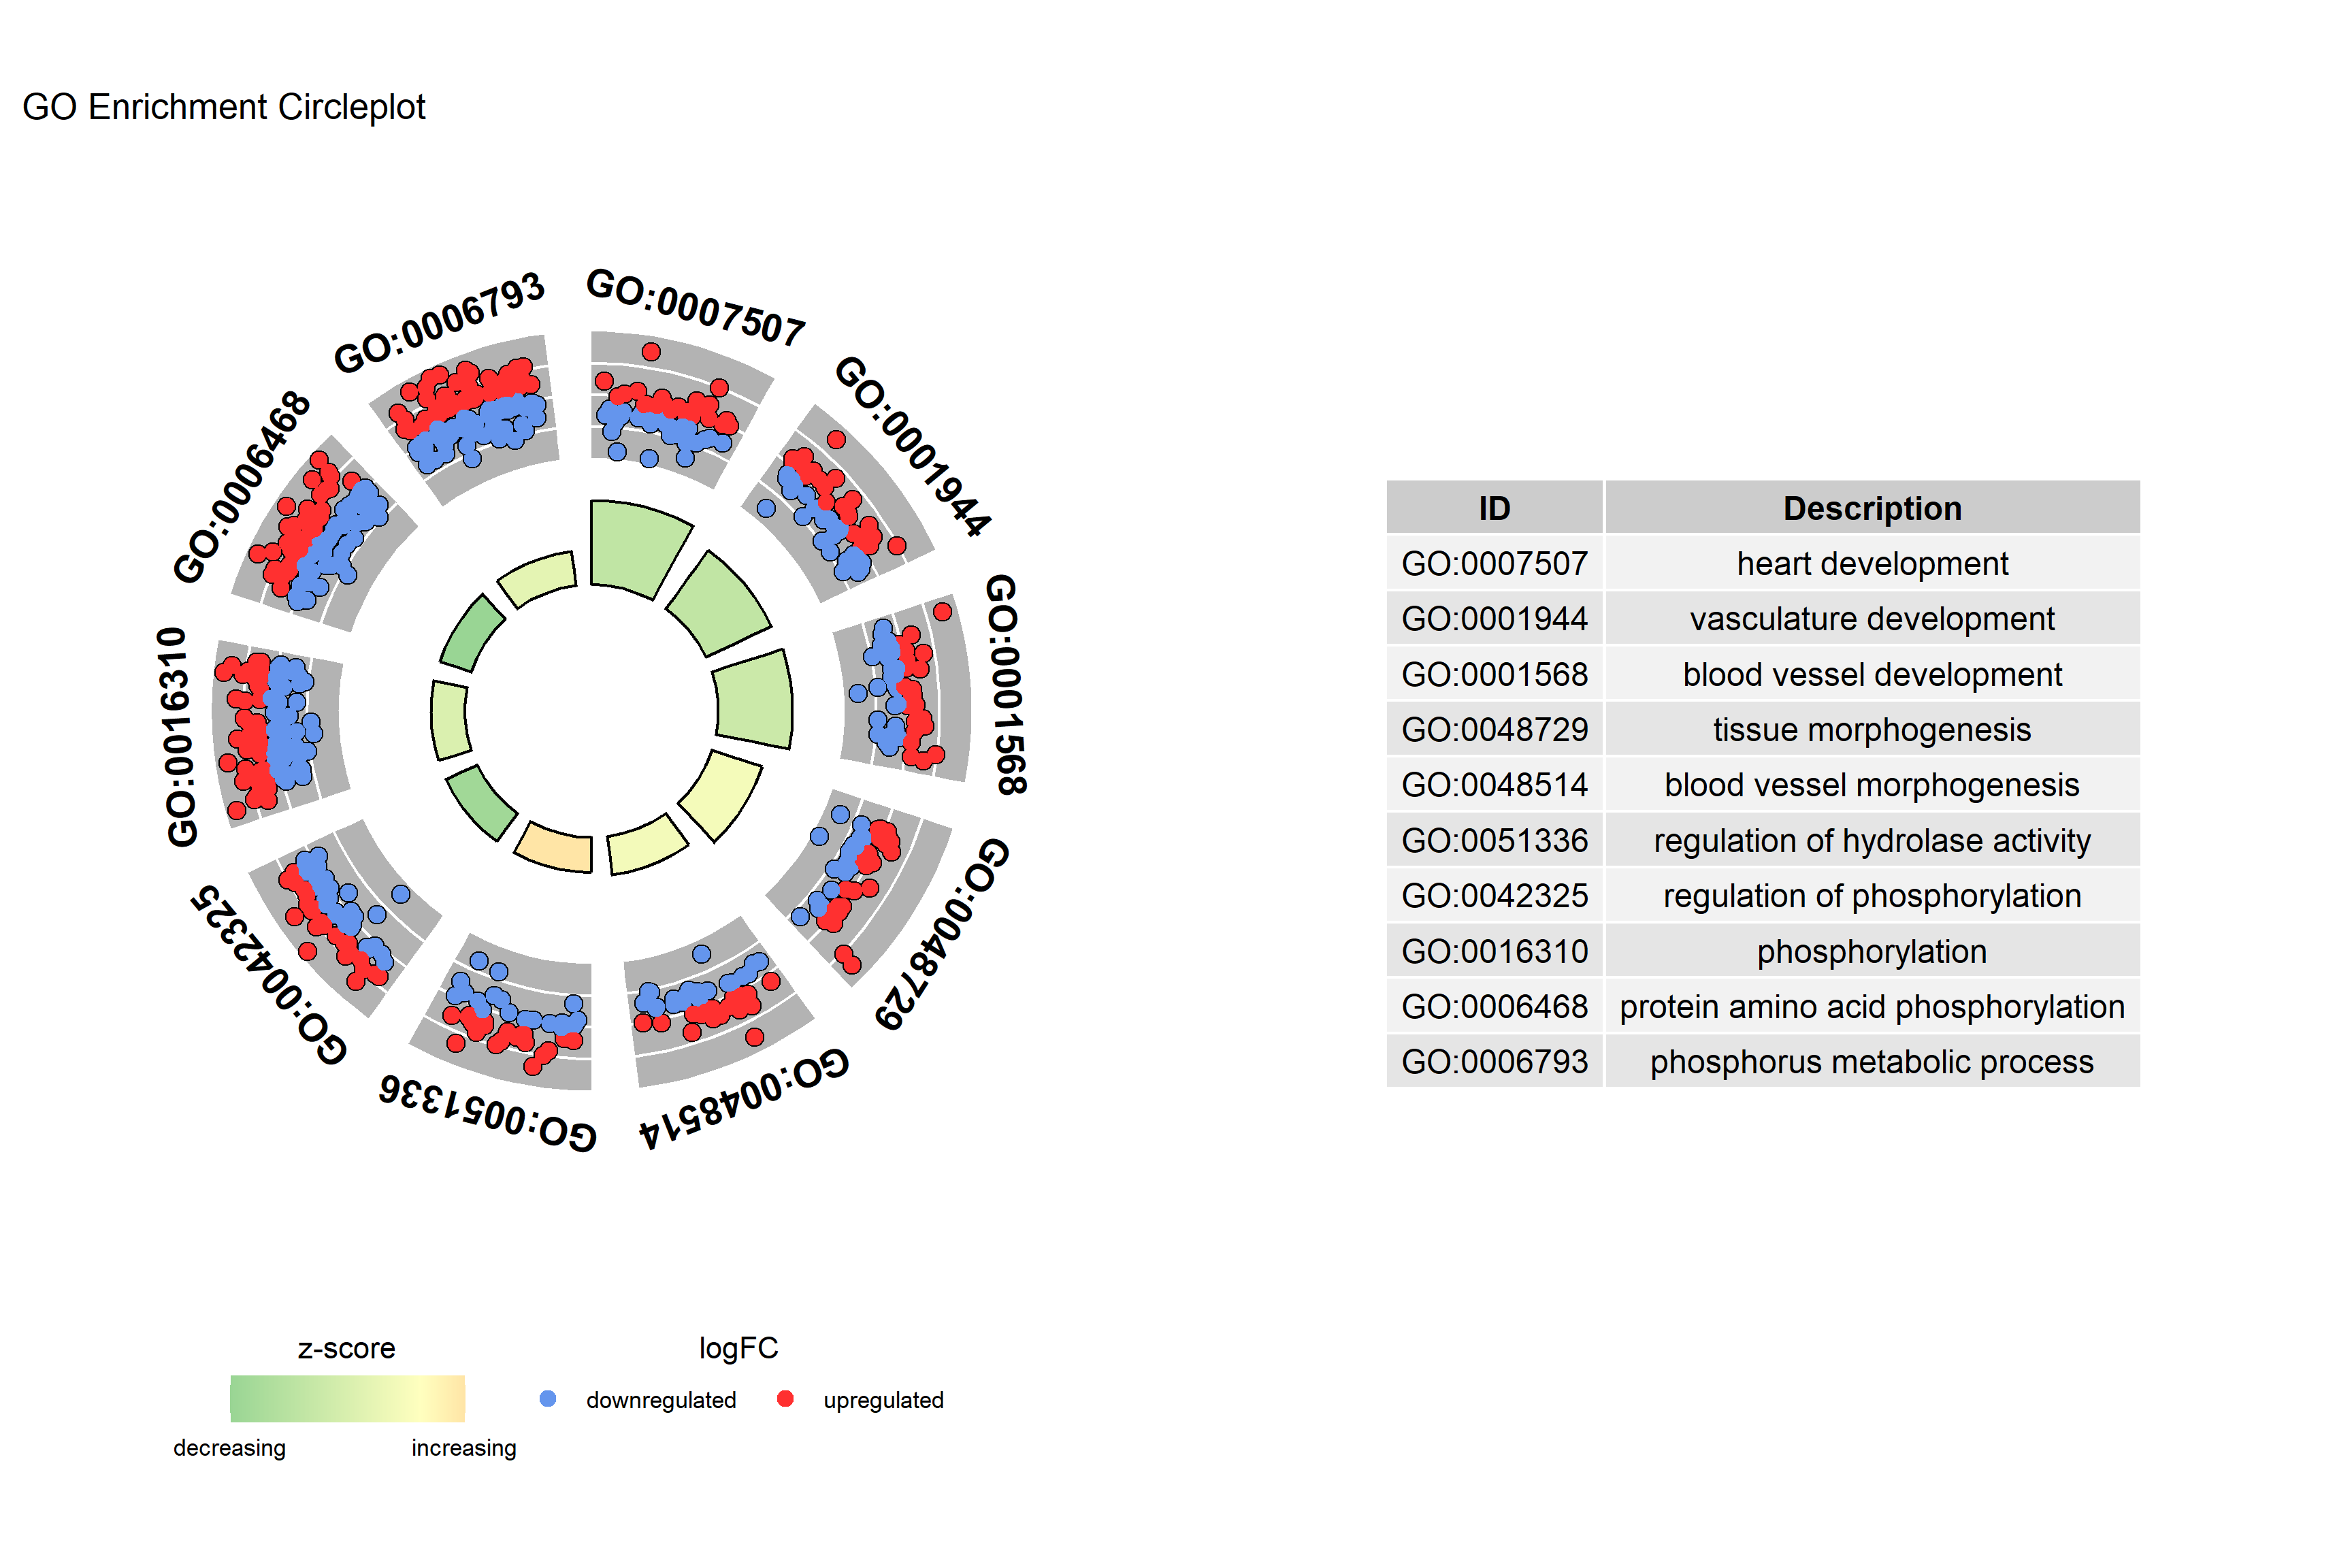 GO Enrichment Circleplot
GO:0006793
GO:0007507
GO:0001944
GO:0006468
GO:0001568
GO:0016310
GO:0048729
GO:0042325
GO:0051336
GO:0048514
ID Description
GO:0007507 heart development
GO:0001944 vasculature development
GO:0001568 blood vessel development
GO:0048729 tissue morphogenesis
GO:0048514 blood vessel morphogenesis
GO:0051336 regulation of hydrolase activity
GO:0042325 regulation of phosphorylation
GO:0016310 phosphorylation
GO:0006468 protein amino acid phosphorylation
GO:0006793 phosphorus metabolic process
z-score
decreasing increasing
logFC
downregulated upregulated